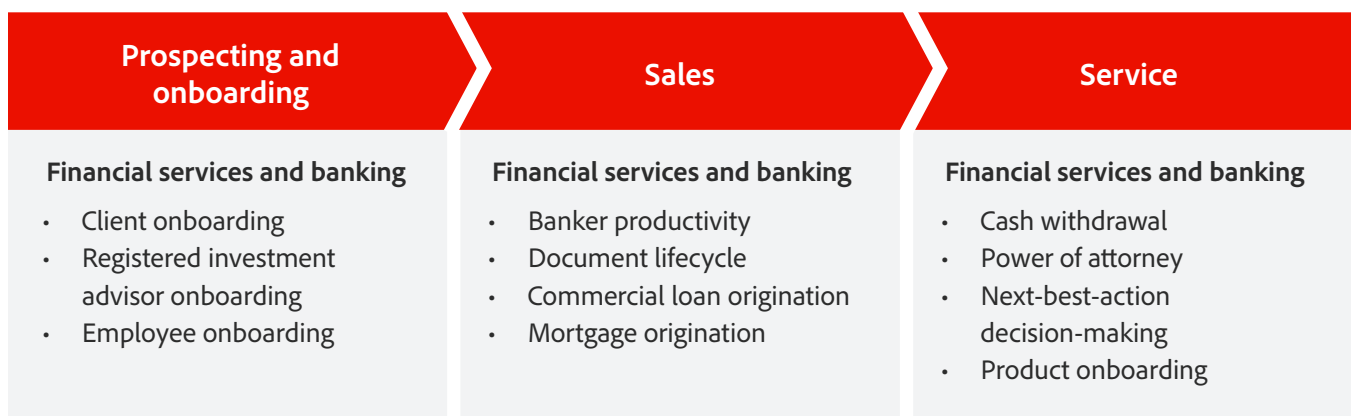 Prospecting and
onboarding
Financial services and banking
• Client onboarding
• Registered investment
advisor onboarding
• Employee onboarding
Sales
Financial services and banking
• Banker productivity
• Document lifecycle
• Commercial loan origination
• Mortgage origination
Service
Financial services and banking
• Cash withdrawal
• Power of attorney
• Next-best-action
decision-making
• Product onboarding